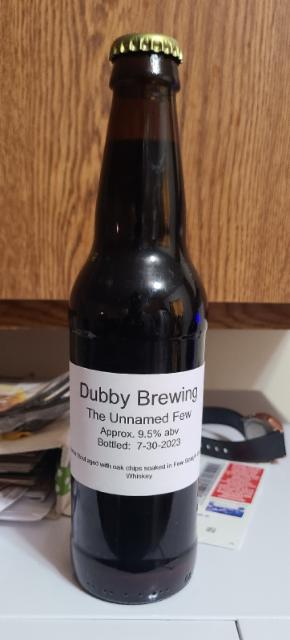 Dubby Brewing
The Unnamed Few
Approx. 9.5% abv
Bottled: 7-30-2023
aged with oak chips soaked in Few
Whiskey